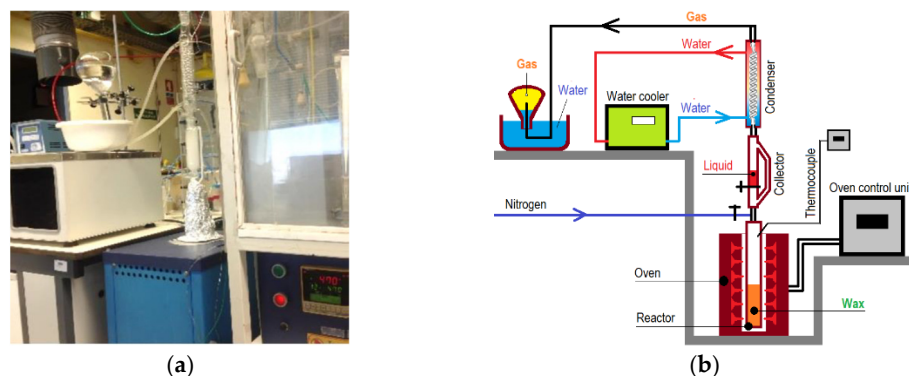 Gas
Water
Gas
Water
Water cooler
Water
Condenser
Liquid
Collector
Thermocouple
Nitrogen
Oven control uni
Oven
Wax
Reactor
(a)
(b)